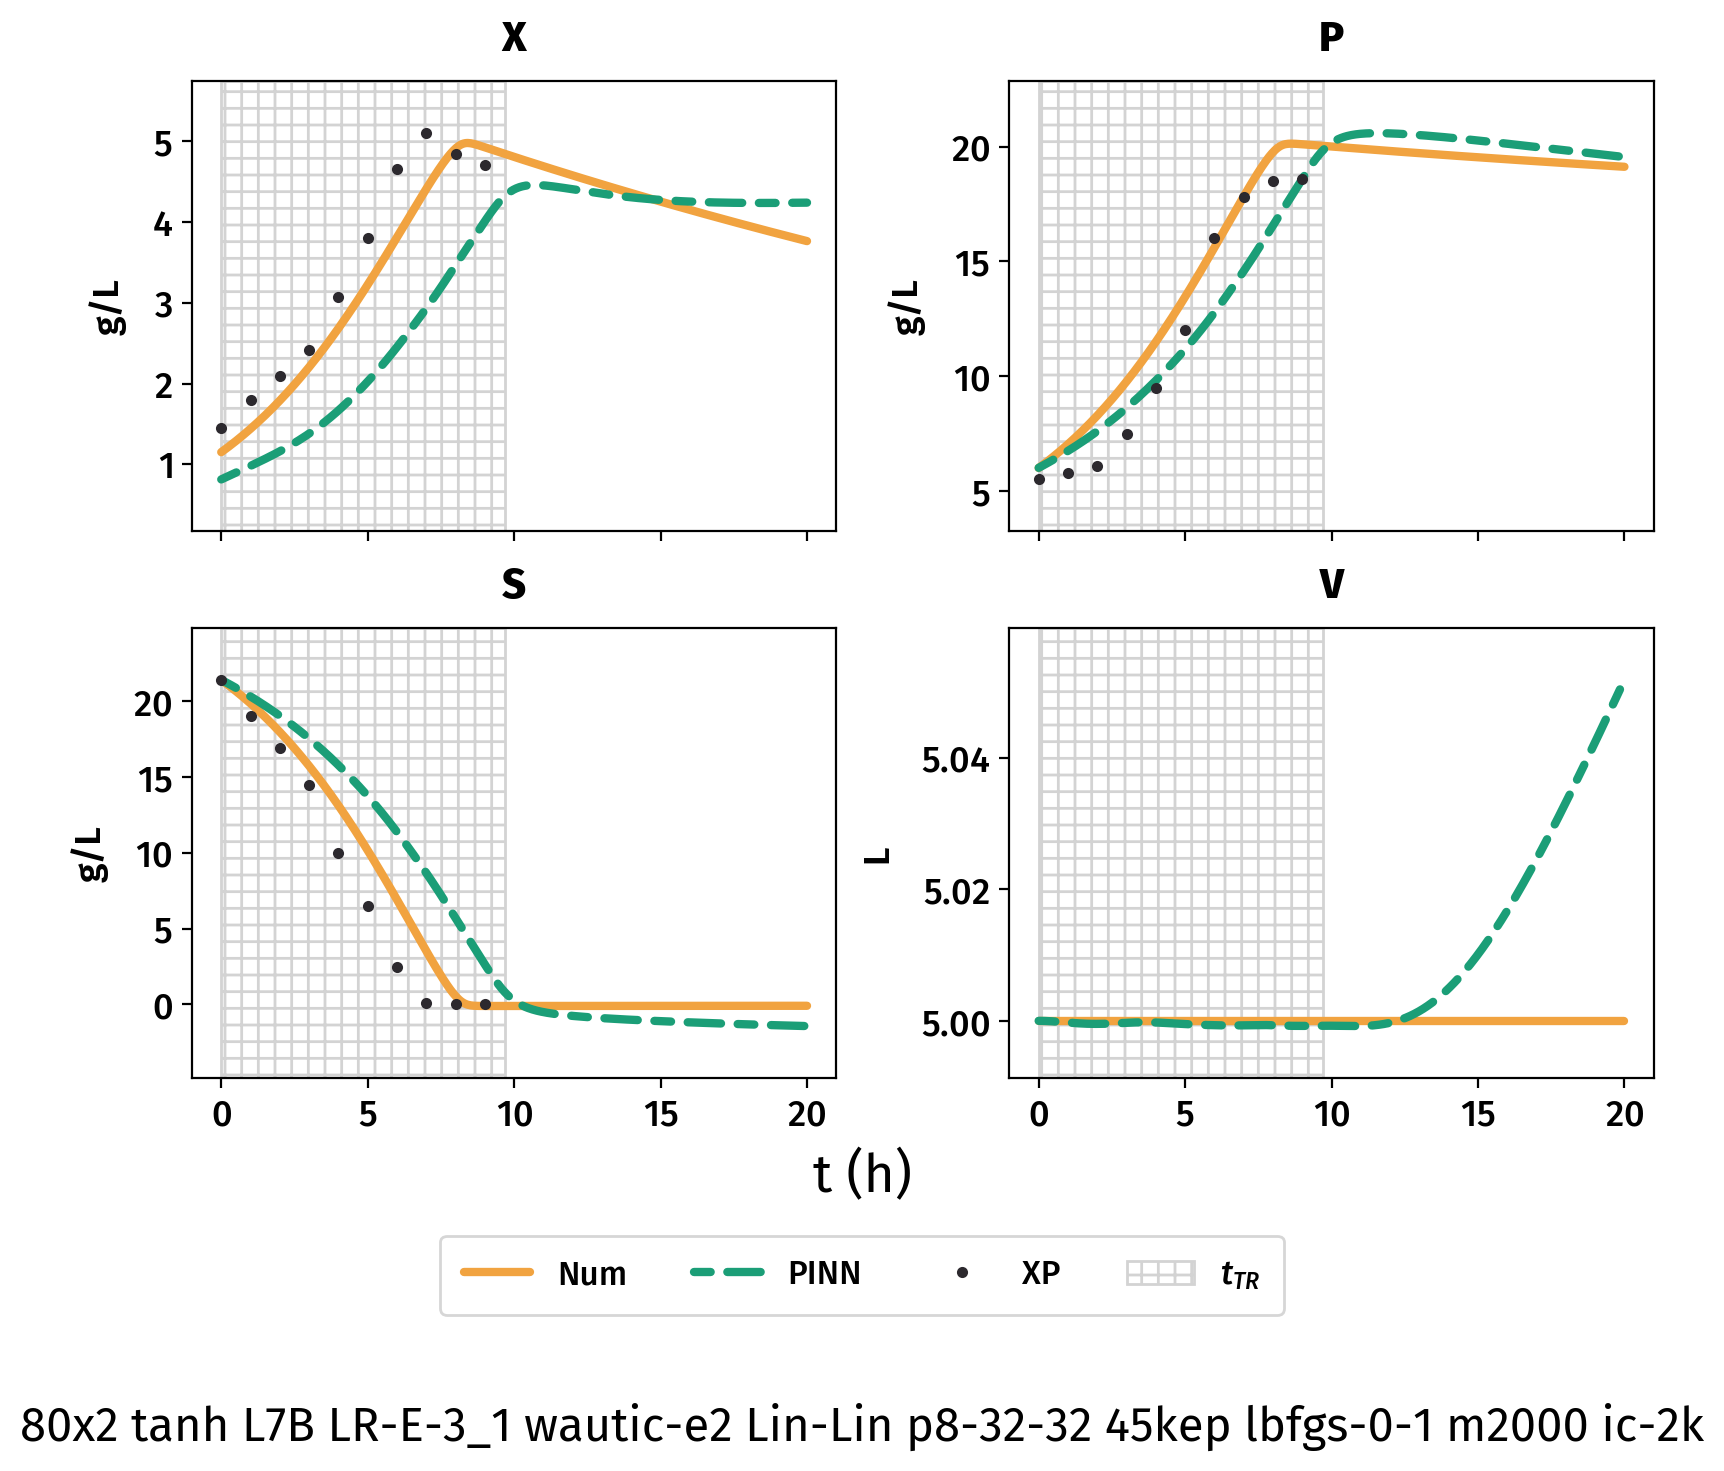 X
P
5
4
3
2
1
g/L
20
15
10
5
g/L
S
V
20
15
10
5
0
g/L
5.04
5.02
5.00
L
0 5 10 15 20
0 5 10 15 20
t (h)
Num PINN XP tTR
80x2 tanh L7B LR-E-3_1 wautic-e2 Lin-Lin p8-32-32 45kep lbfgs-0-1 m2000 ic-2k